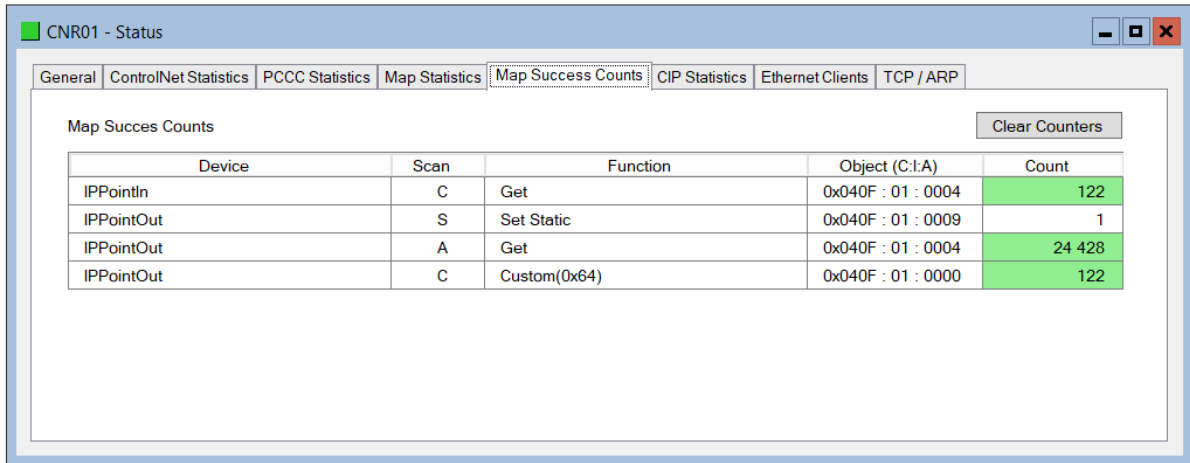 CNR01 - Status
General ControlNet Statistics PCCC Statistics Map Statistics Map Success Counts CIP Statistics Ethernet Clients TCP / ARP
Map Succes Counts Clear Counters
Device Scan Function Object (C:I:A) Count
IPPointIn C Get 0x040F : 01 : 0004 122
IPPointOut S Set Static 0x040F : 01 : 0009 1
IPPointOut A Get 0x040F : 01 : 0004 24 428
IPPointOut C Custom(0x64) 0x040F : 01 : 0000 122